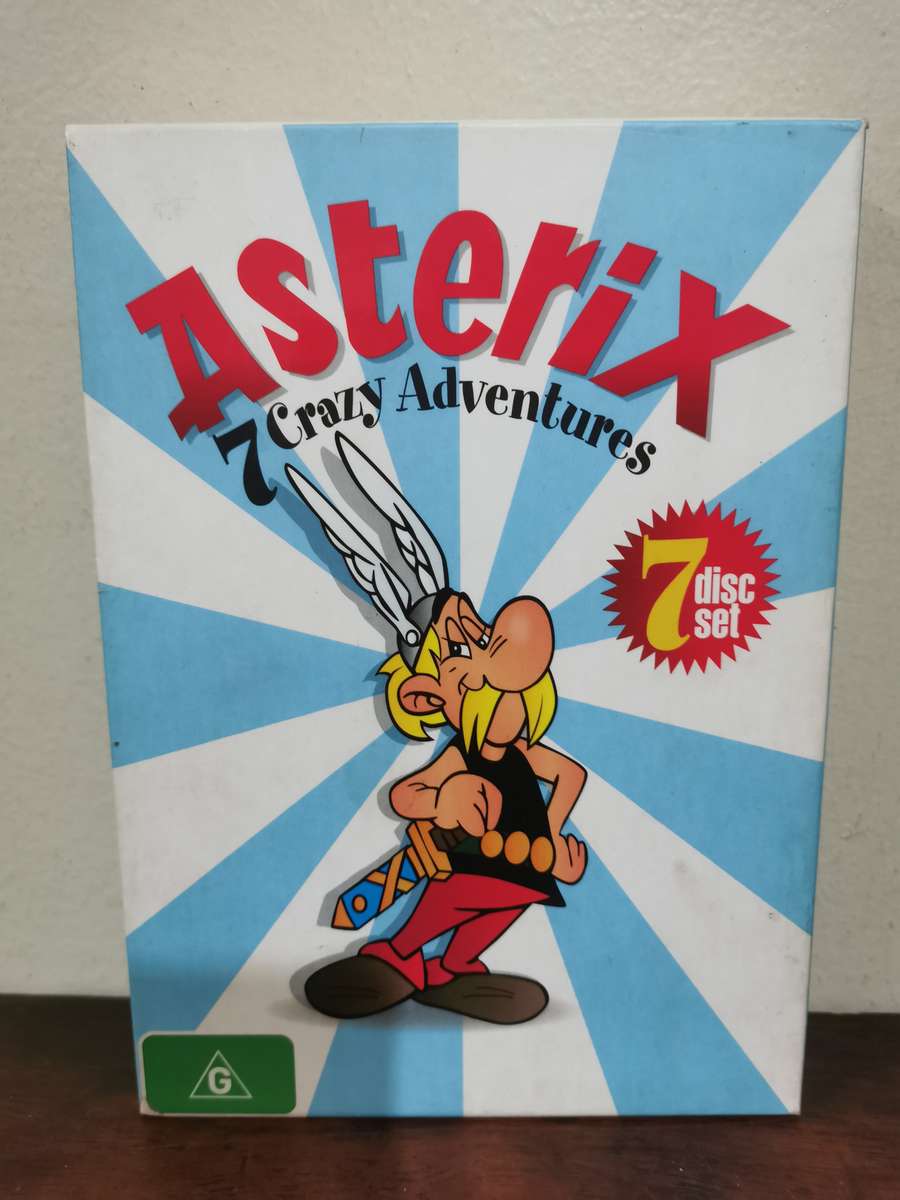 Asterix
7 Crazy Adventures
7 disc
set
G